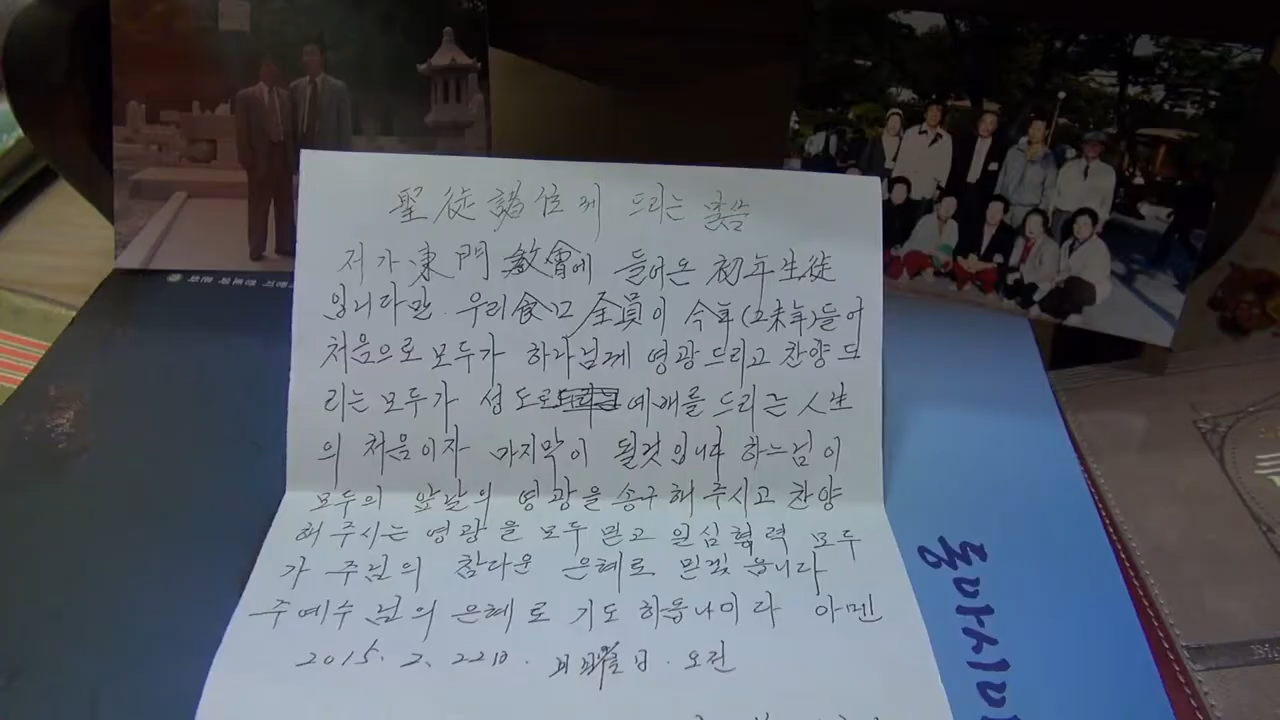 聖徒諸位께 드리는 말씀
저가 東門 敎會에 들어온 初年生徒
입니다만. 우리 食口 全員이 今年(乙未年)들어
처음으로 모두가 하나님께 영광드리고 찬양드
리는 모두가 성도로 예배를 드리는 人生
의 처음이자 마지막이 될것입니다 하느님이
모두의 앞날의 영광을 송구해 주시고 찬양
해 주시는 영광을 모두 믿고 일심협력 모두
가 주님의 참다운 은혜로 믿겠읍니다
주예수님의 은혜로 기도 하옵나이다 아멘
2015. 2. 22日. 오전